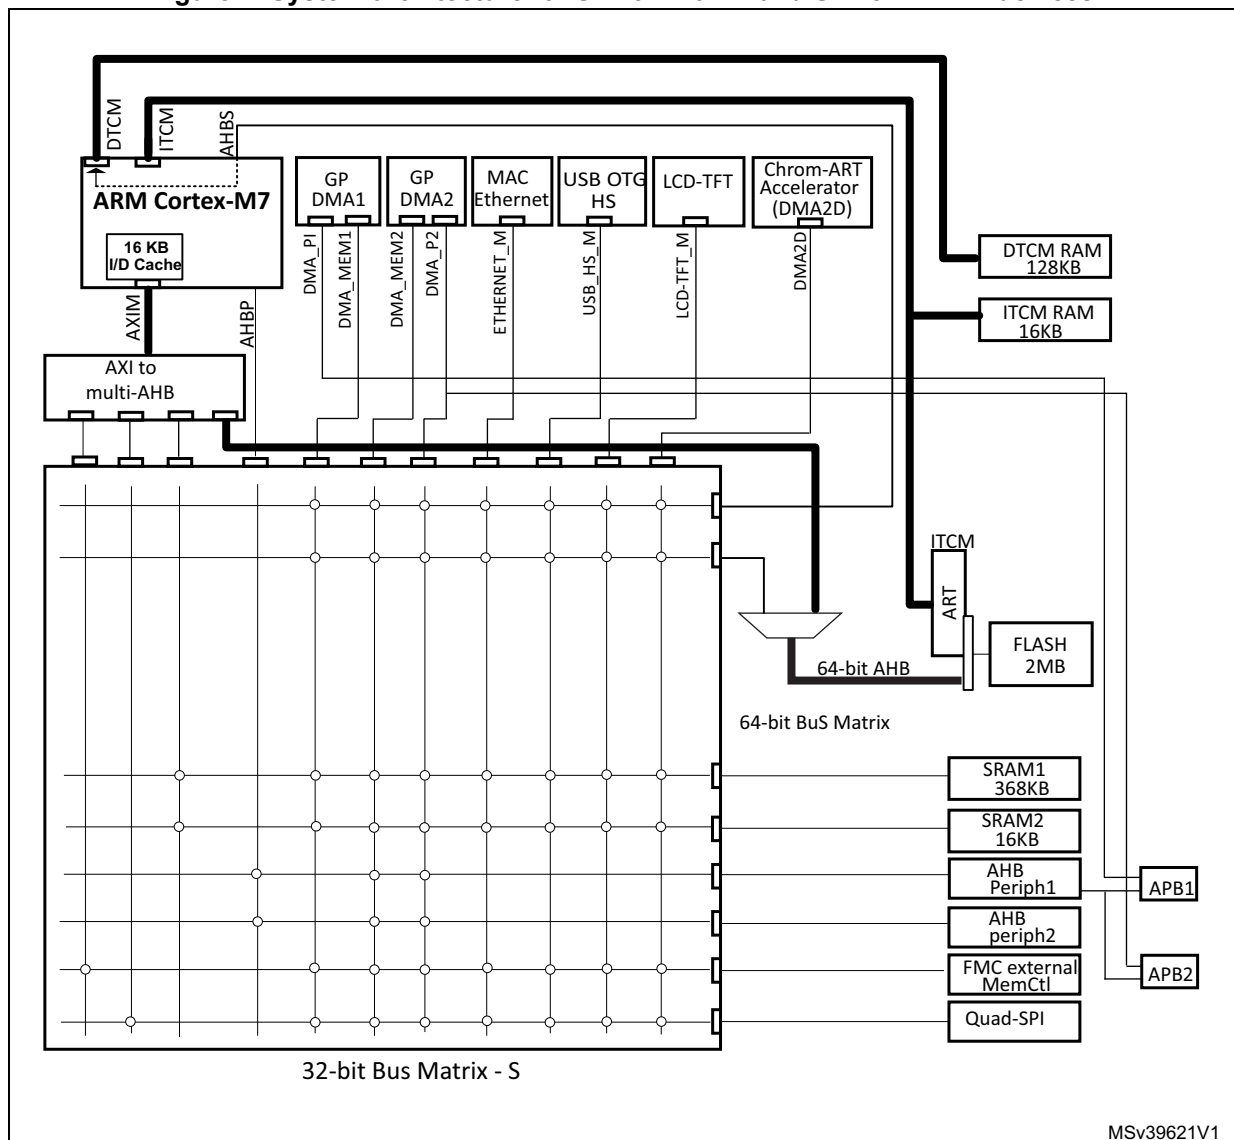 DTCM
ITCM
AHBS
ARM Cortex-M7
16 KB
I/D Cache
GP
DMA1
GP
DMA2
MAC
Ethernet
USB OTG
HS
LCD-TFT
Chrom-ART
Accelerator
(DMA2D)
DTCM RAM
128KB
ITCM RAM
16KB
AXIM
AHBP
DMA_PI
DMA_MEM1
DMA_MEM2
DMA_P2
ETHERNET_M
USB_HS_M
LCD-TFT_M
DMA2D
AXI to
multi-AHB
ITCM
ART
FLASH
2MB
64-bit AHB
64-bit BuS Matrix
SRAM1
368KB
SRAM2
16KB
AHB
Periph1
APB1
AHB
periph2
FMC external
MemCtl
APB2
Quad-SPI
32-bit Bus Matrix - S
MSv39621V1